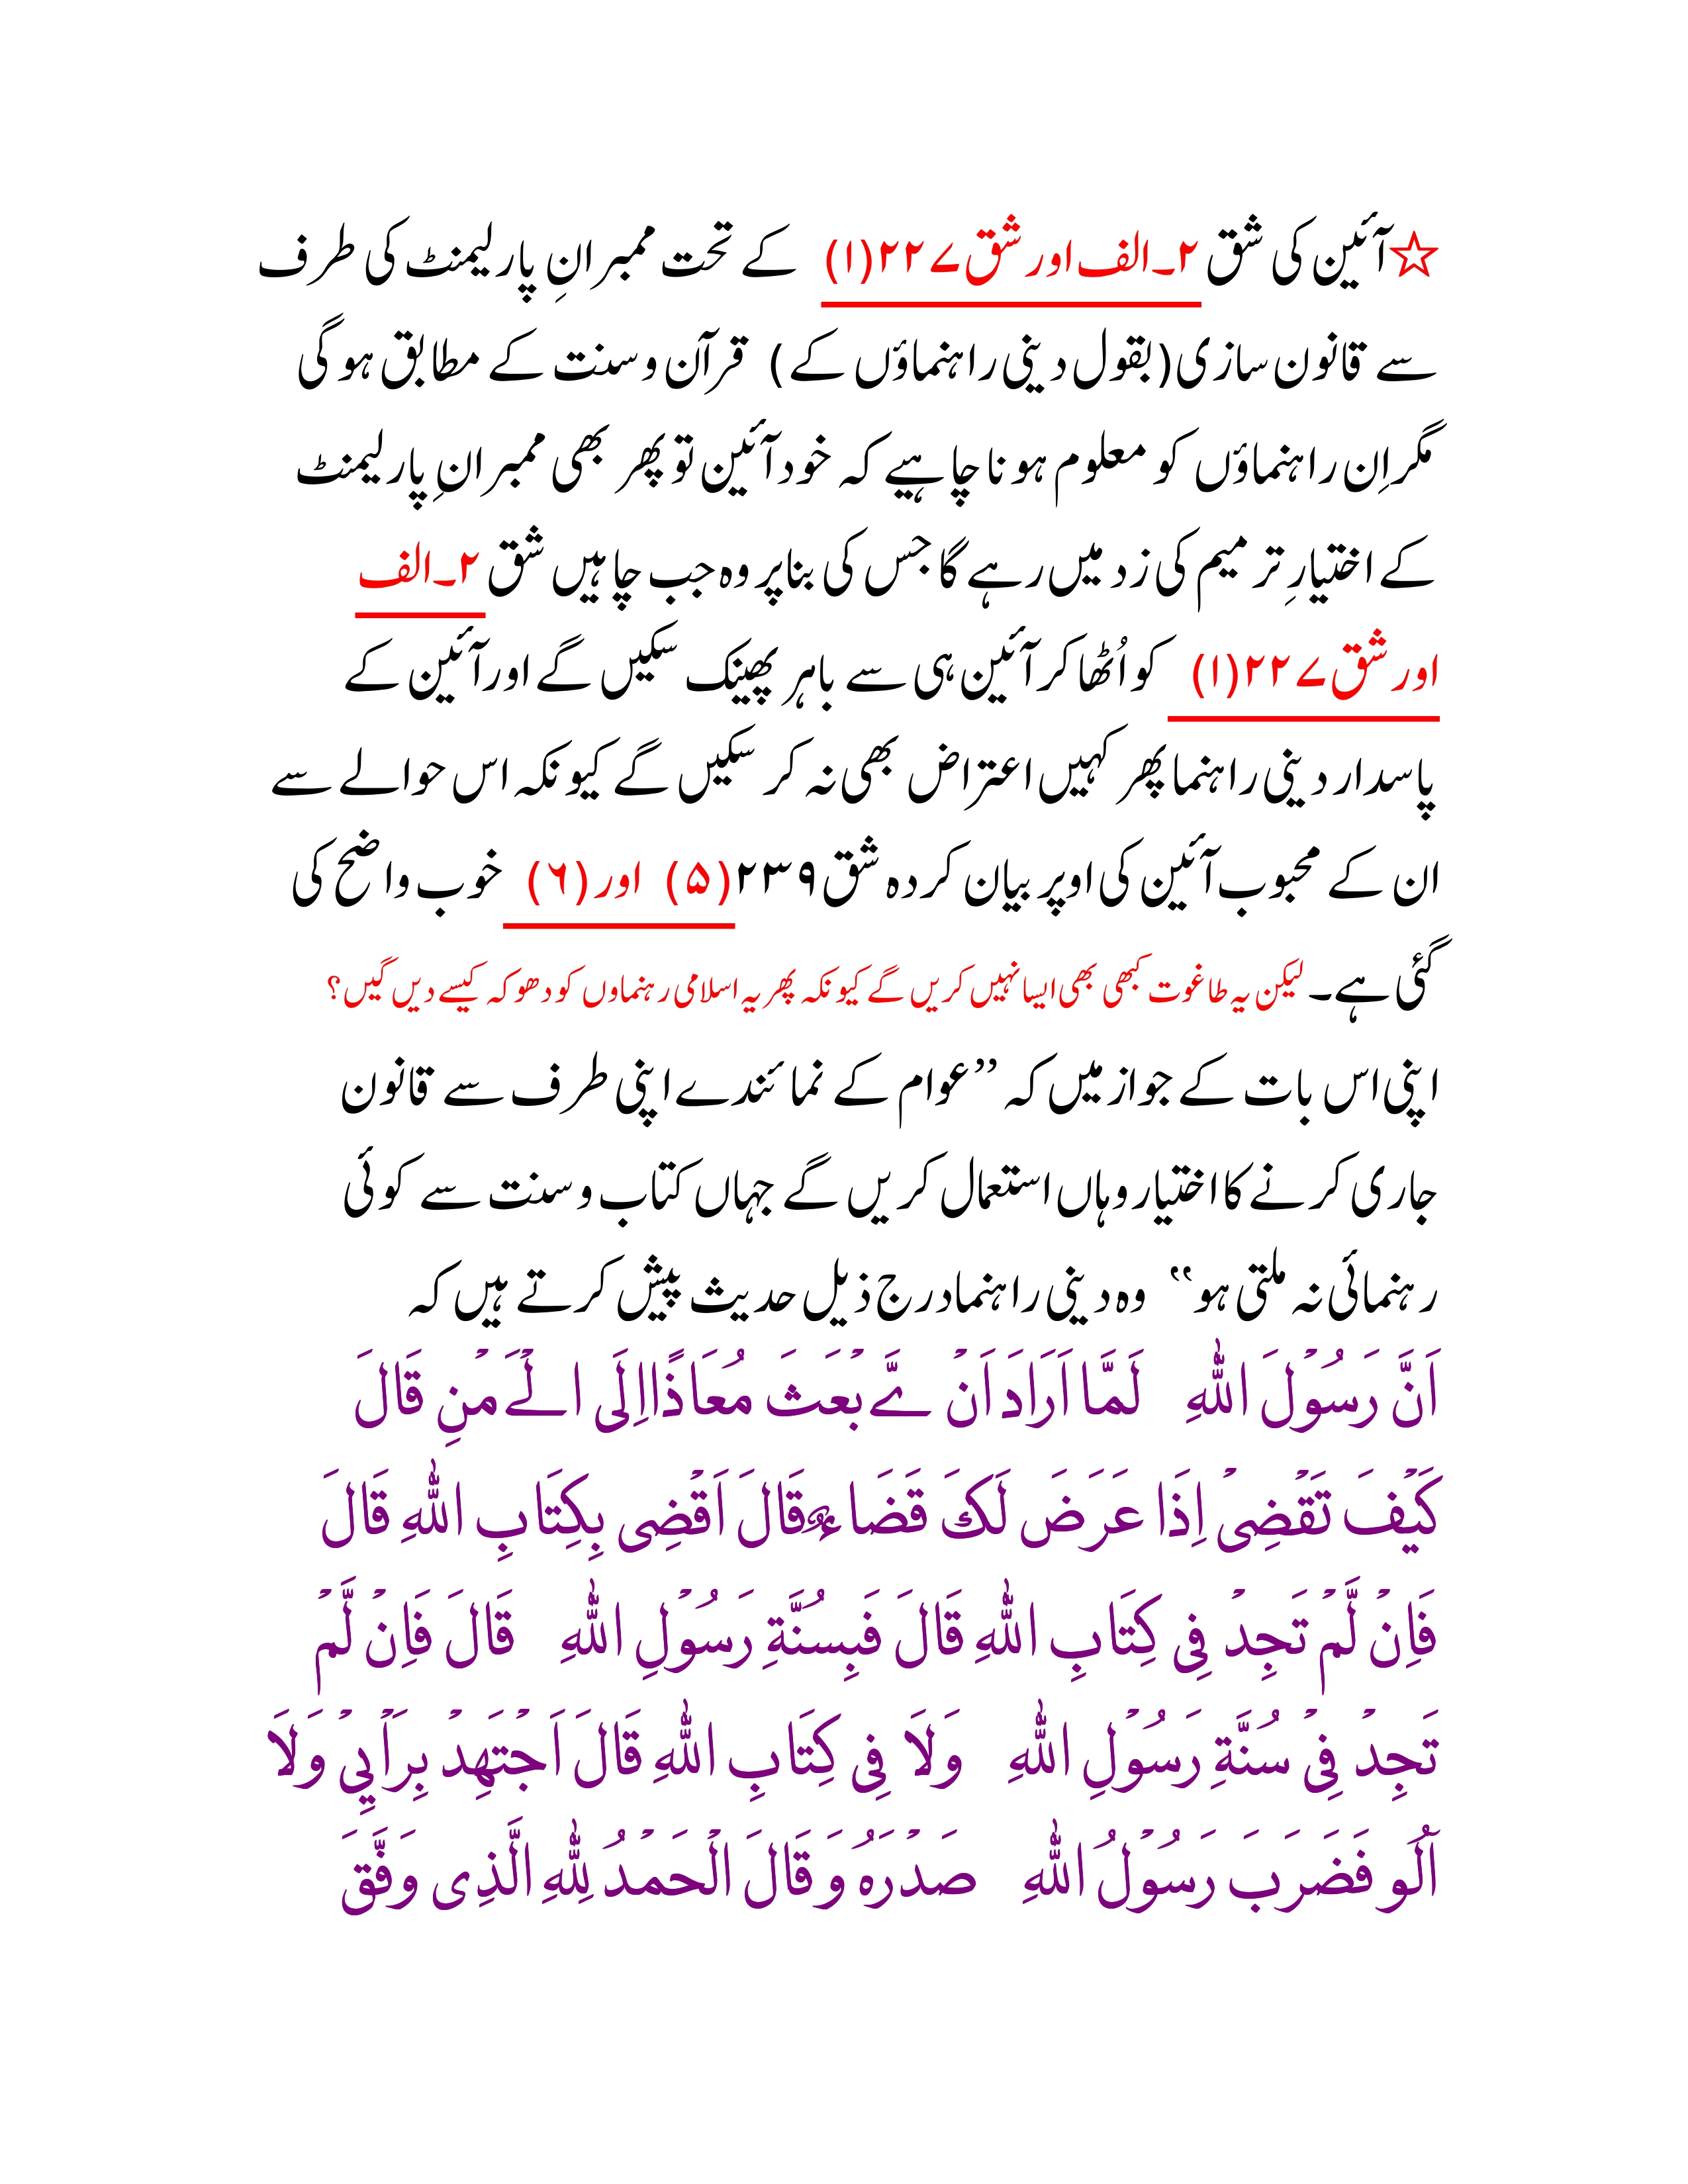 ☆آئین کی شق ۲۔الف اور شق ۲۲۷(۱) کے تحت ممبرانِ پارلیمنٹ کی طرف
سے قانون سازی(بقول دینی راہنماؤں کے) قرآن و سنت کے مطابق ہو گی
مگر اِن راہنماؤں کو معلوم ہونا چاہیے کہ خود آئین تو پھر بھی ممبرانِ پارلیمنٹ
کے اختیارِ ترمیم کی زد میں رہے گا جس کی بنا پر وہ جب چاہیں شق ۲۔الف
اور شق ۲۲۷(۱) کو اُٹھا کر آئین ہی سے باہر پھینک سکیں گے اور آئین کے
پاسدار دینی راہنما پھر کہیں اعتراض بھی نہ کر سکیں گے کیونکہ اس حوالے سے
ان کے محبوب آئین کی اوپر بیان کردہ شق ۲۳۹(۵) اور(۶) خوب واضح کی
گئی ہے۔ لیکن یہ طاغوت کبھی بھی ایسا نہیں کریں گے کیونکہ پھر یہ اسلامی رہنماوں کو دھوکہ کیسے دیں گیں؟
اپنی اس بات کے جواز میں کہ ’’عوام کے نمائندے اپنی طرف سے قانون
جاری کرنے کا اختیار وہاں استعمال کریں گے جہاں کتاب و سنت سے کوئی
رہنمائی نہ ملتی ہو‘‘ وہ دینی راہنما درج ذیل حدیث پیش کرتے ہیں کہ
اَنَّ رَسُوْلَ اللّٰہِ لَمَّا اَرَادَ اَنْ یَّبْعَثَ مُعَاذًا اِلَی الْیَمْنِ قَالَ
کَیْفَ تَقْضِیْ اِذَا عَرَضَ لَکَ قَضَاءٌ قَالَ اَقْضِی بِکِتَابِ اللّٰہِ قَالَ
فَاِنْ لَّمْ تَجِدْ فِی کِتَابِ اللّٰہِ قَالَ فَبِسُنَّۃِ رَسُوْلِ اللّٰہِ قَالَ فَاِنْ لَّمْ
تَجِدْ فِیْ سُنَّۃِ رَسُوْلِ اللّٰہِ وَلَا فِی کِتَابِ اللّٰہِ قَالَ اَجْتَھِدْ بِرَاْیِیْ وَلَا
آلُو فَضَرَبَ رَسُوْلُ اللّٰہِ صَدْرَہُ وَقَالَ الْحَمْدُ لِلّٰہِ الَّذِی وَفَّقَ